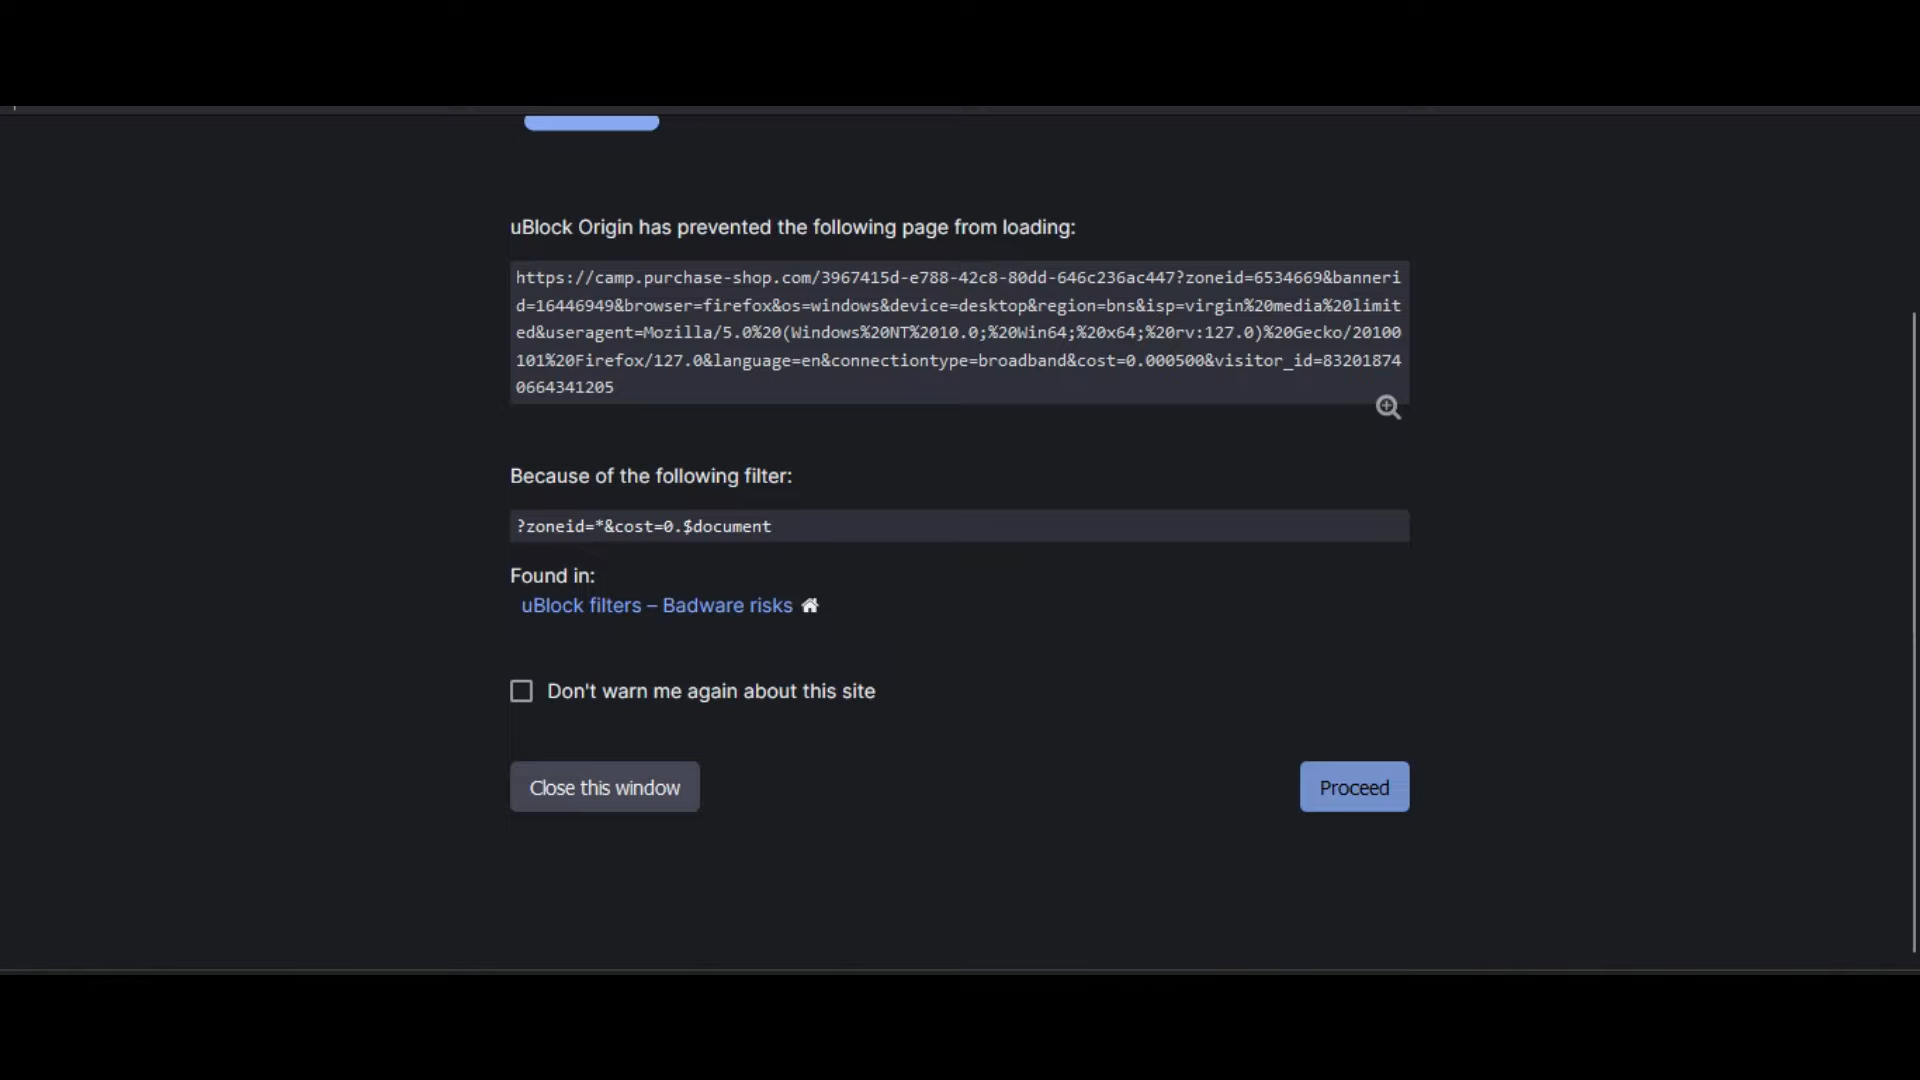 uBlock Origin has prevented the following page from loading:
https://camp.purchase-shop.com/3967415d-e788-42c8-80dd-646c236ac447?zoneid=6534669&banneri
d=16446949&browser=firefox&os=windows&device=desktop&region=bns&isp=virgin%20media%20limit
ed&useragent=Mozilla/5.0%20(Windows%20NT%2010.0;%20Win64;%20x64;%20rv:127.0)%20Gecko/20100
101%20Firefox/127.0&language=en&connectiontype=broadband&cost=0.000500&visitor_id=83201874
0664341205
Because of the following filter:
?zoneid=*&cost=0.$document
Found in:
uBlock filters – Badware risks
Don't warn me again about this site
Close this window
Proceed